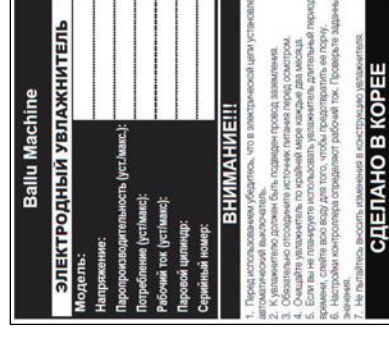 Ballu Machine
ЭЛЕКТРОДНЫЙ УВЛАЖНИТЕЛЬ
Модель:
Напряжение:
Паропроизводительность (уст./макс.):
Потребление (уст/макс):
Рабочий ток (уст/макс):
Паровой цилиндр:
Серийный номер:
ВНИМАНИЕ!!!
1. Перед использованием убедитесь, что в электрической цепи установле
автоматический выключатель.
2. К увлажнителю должен быть подведен провод заземления.
3. Обязательно отсоедините источник питания перед осмотром.
4. Очищайте увлажнитель по крайней мере каждые два месяца.
5. Если вы не планируете использовать увлажнитель длительный период
времени, слейте всю воду для того, чтобы предотвратить ее порчу.
6. Настройки контроллера определяют рабочий ток. Проверьте заданны
значения.
7. Не пытайтесь вносить изменения в конструкцию увлажнителя.
СДЕЛАНО В КОРЕЕ